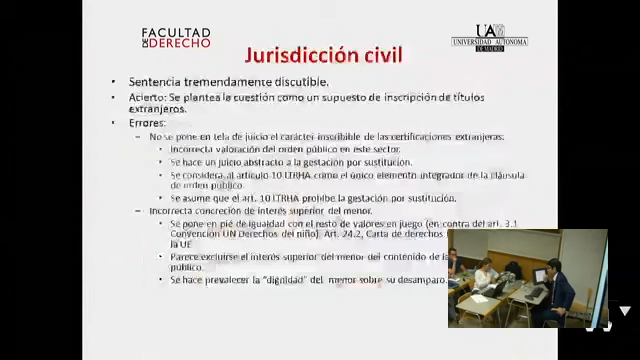 FACULTAD
DE DERECHO
UA
UNIVERSIDAD AUTONOMA
DE MADRID
Jurisdicción civil
• Sentencia tremendamente discutible.
• Acierto: Se plantea la cuestión como un supuesto de inscripción de títulos
extranjeros.
• Errores:
– No se pone en tela de juicio el carácter inscribible de las certificaciones extranjeras:
• Incorrecta valoración del orden público en este sector.
• Se hace un juicio abstracto a la gestación por sustitución.
• Se considera al artículo 10 LTRHA como el único elemento integrador de la cláusula
de orden público.
• Se asume que el art. 10 LTRHA prohíbe la gestación por sustitución.
– Incorrecta concreción de interés superior del menor.
• Se pone en pié de igualdad con el resto de valores en juego (en contra del art. 3.1
Convención UN Derechos del niño). Art. 24.2, Carta de derechos
la UE
• Parece excluirse el interés superior del menor del contenido de la
público.
• Se hace prevalecer la "dignidad" del menor sobre su desamparo.